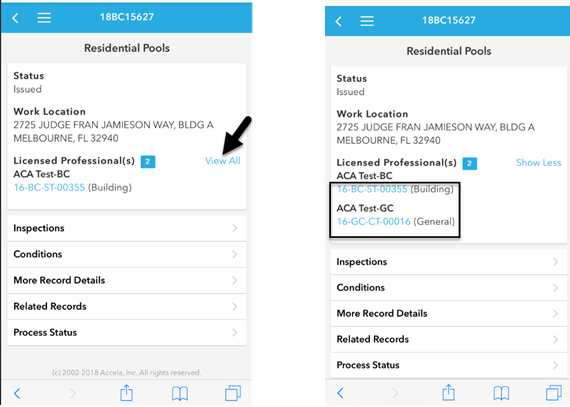 18BC15627
Residential Pools
Status
Issued
Work Location
2725 JUDGE FRAN JAMIESON WAY, BLDG A
MELBOURNE, FL 32940
Licensed Professional(s) 2 View All
ACA Test-BC
16-BC-ST-00355 (Building)
Inspections
Conditions
More Record Details
Related Records
Process Status
(c) 2002-2018 Accela, Inc. All rights reserved.
18BC15627
Residential Pools
Status
Issued
Work Location
2725 JUDGE FRAN JAMIESON WAY, BLDG A
MELBOURNE, FL 32940
Licensed Professional(s) 2 Show Less
ACA Test-BC
16-BC-ST-00355 (Building)
ACA Test-GC
16-GC-CT-00016 (General)
Inspections
Conditions
More Record Details
Related Records
Process Status